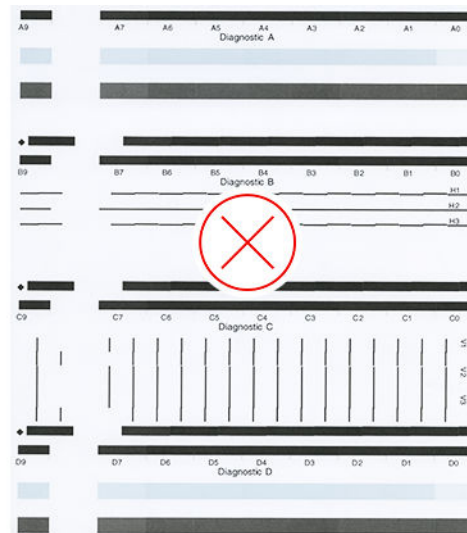 A9 A7 A6 A5 A4 A3 A2 A1 A0
Diagnostic A
B9 B7 B6 B5 B4 B3 B2 B1 B0
Diagnostic B
H1
H2
H3
C9 C7 C6 C5 C4 C3 C2 C1 C0
Diagnostic C
V1
V2
V3
D9 D7 D6 D5 D4 D3 D2 D1 D0
Diagnostic D